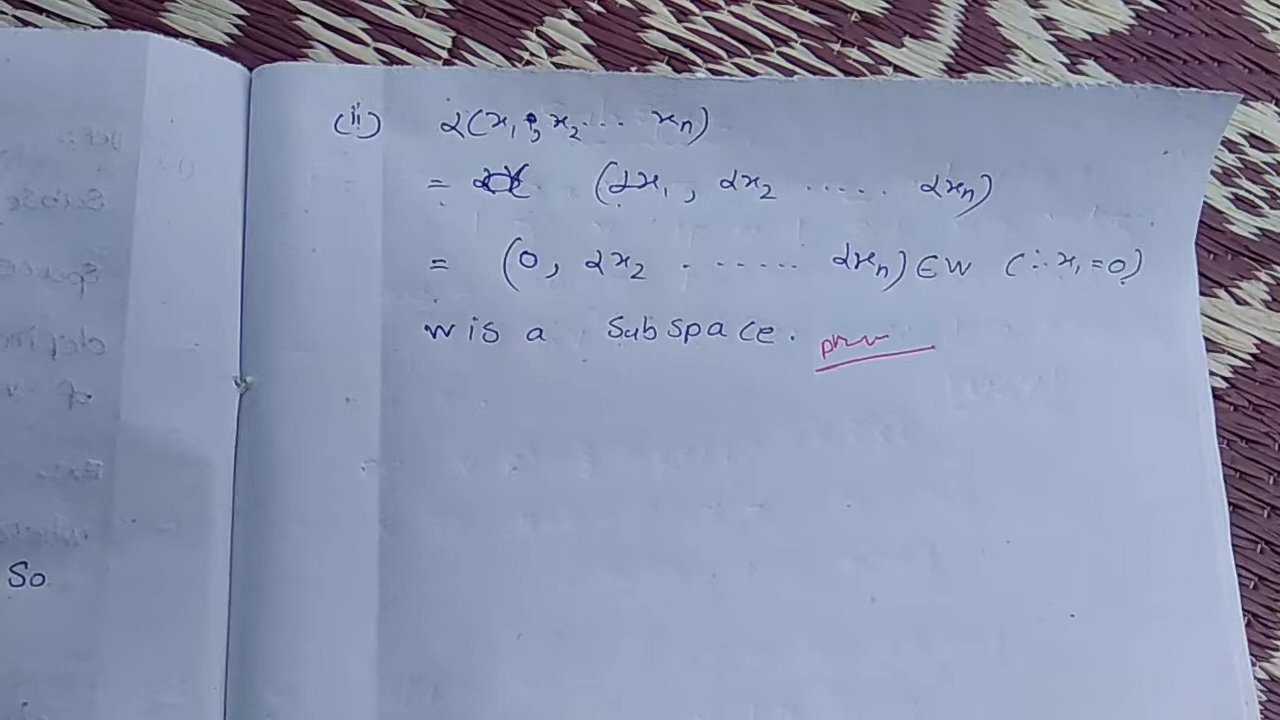 (ii) α(x₁, x₂ ... xₙ)
= (αx₁, αx₂ ..... αxₙ)
= (0, αx₂ ...... αxₙ) ∈ W (∵ x₁ = 0)
W is a Subspace.
So